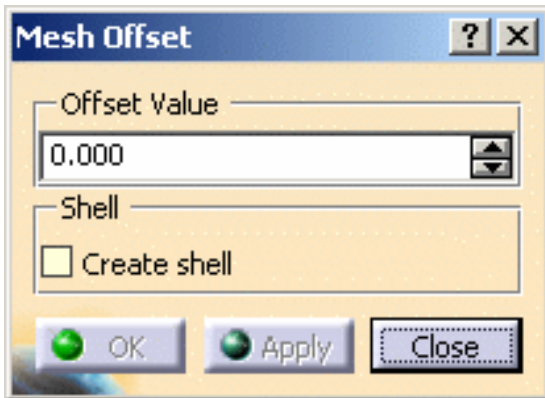 Mesh Offset ? X
Offset Value
0.000
Shell
Create shell
OK Apply Close